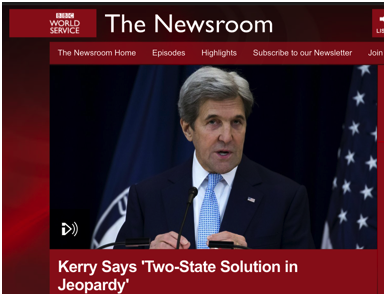 BBC
WORLD
SERVICE
The Newsroom
The Newsroom Home Episodes Highlights Subscribe to our Newsletter Join
Kerry Says 'Two-State Solution in
Jeopardy'